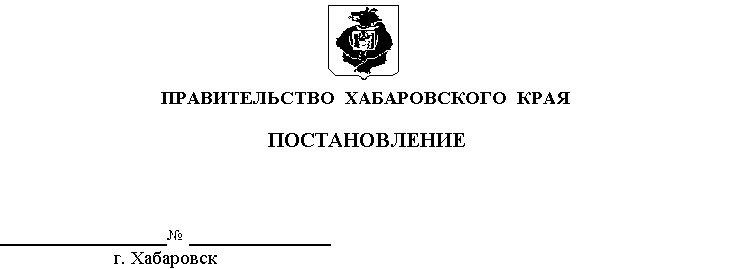 ПРАВИТЕЛЬСТВО ХАБАРОВСКОГО КРАЯ
ПОСТАНОВЛЕНИЕ
№
г. Хабаровск